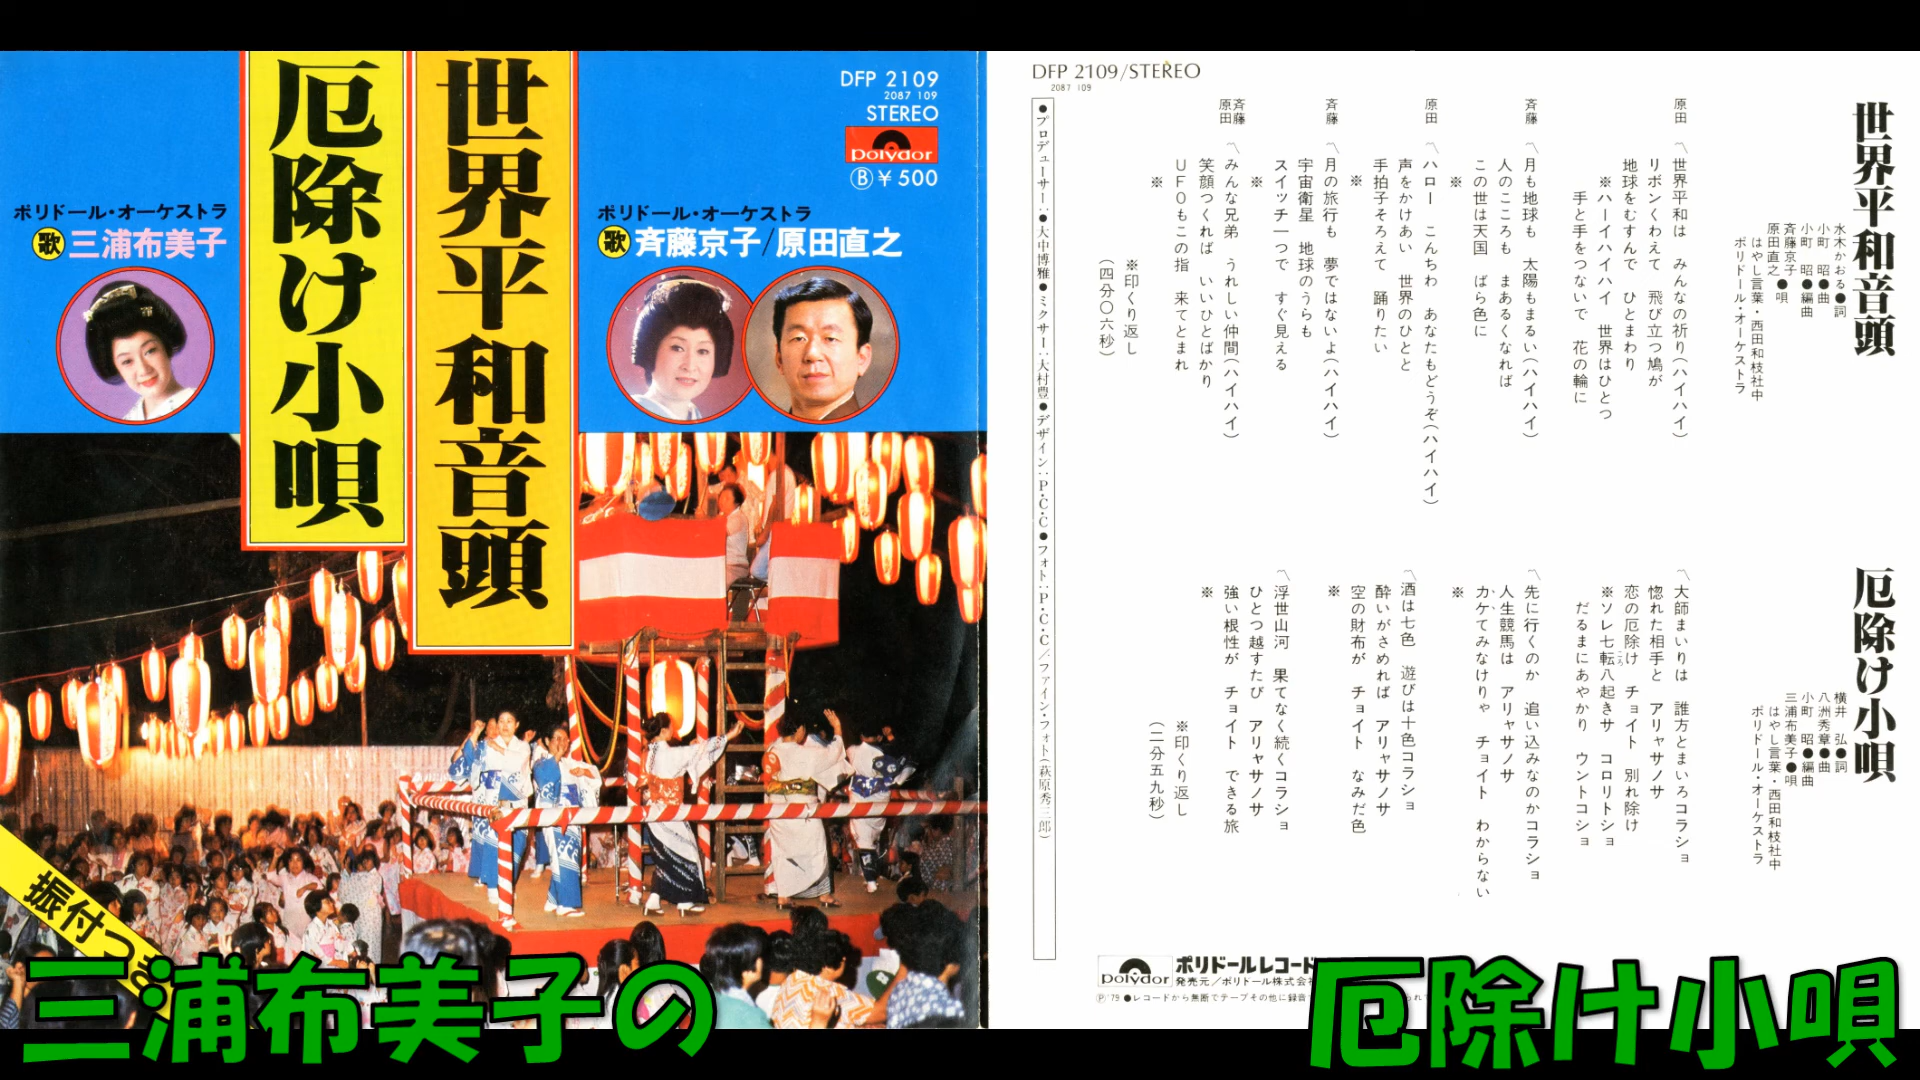 世界平和音頭
厄除け小唄
DFP 2109
2087 109
STEREO
polydor
Ⓑ￥500
ポリドール・オーケストラ
歌 三浦布美子
ポリドール・オーケストラ
歌 斉藤京子/原田直之
振付つき
DFP 2109/STEREO
2087 109
世界平和音頭
水木かおる●詞
小町 昭●曲
小町 昭●編曲
斉藤京子
原田直之●唄
はやし言葉・西田和枝社中
ポリドール・オーケストラ
原田
〽世界平和は みんなの祈り(ハイハイ)
リボンくわえて 飛び立つ鳩が
地球をむすんで ひとまわり
※ハーイハイハイ 世界はひとつ
手と手をつないで 花の輪に
斉藤
〽月も地球も 太陽もまるい(ハイハイ)
人のこころも まあるくなれば
この世は天国 ばら色に
※
原田
〽ハロー こんちわ あなたもどうぞ(ハイハイ)
声をかけあい 世界のひとと
手拍子そろえて 踊りたい
※
斉藤
〽月の旅行も 夢ではないよ(ハイハイ)
宇宙衛星 地球のうらも
スイッチ一つで すぐ見える
※
斉藤
原田
〽みんな兄弟 うれしい仲間(ハイハイ)
笑顔つくれば いいひとばかり
UFOもこの指 来てとまれ
※
※印くり返し
(四分〇六秒)
厄除け小唄
横井 弘●詞
八洲秀章●曲
小町 昭●編曲
三浦布美子●唄
はやし言葉・西田和枝社中
ポリドール・オーケストラ
〽大師まいりは 誰方とまいろコラショ
惚れた相手と アリャサノサ
恋の厄除け チョイト 別れ除け
※ソレ七転八起きサ コロリトショ
だるまにあやかり ウントコショ
〽先に行くのか 追い込みなのかコラショ
人生競馬は アリャサノサ
カケてみなけりゃ チョイト わからない
※
〽酒は七色 遊びは十色コラショ
酔いがさめれば アリャサノサ
空の財布が チョイト なみだ色
※
〽浮世山河 果てなく続くコラショ
ひとつ越すたび アリャサノサ
強い根性が チョイト できる旅
※
※印くり返し
(二分五九秒)
●プロデューサー:●大中博雅●ミクサー:大村豊●デザイン:P・C・C●フォト:P・C・C/ファイン・フォト(萩原秀三郎)
polydor
ポリドールレコード
発売元/ポリドール株式会社
Ⓟ'79 ●レコードから無断でテープその他に録音
三浦布美子の
厄除け小唄